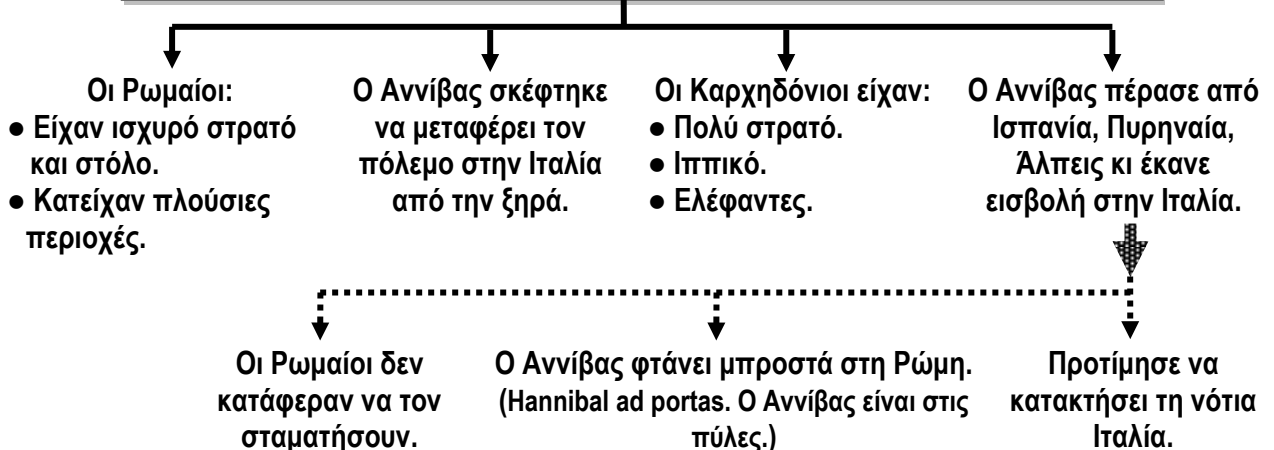 Οι Ρωμαίοι:
● Είχαν ισχυρό στρατό
και στόλο.
● Κατείχαν πλούσιες
περιοχές.
Ο Αννίβας σκέφτηκε
να μεταφέρει τον
πόλεμο στην Ιταλία
από την ξηρά.
Οι Καρχηδόνιοι είχαν:
● Πολύ στρατό.
● Ιππικό.
● Ελέφαντες.
Ο Αννίβας πέρασε από
Ισπανία, Πυρηναία,
Άλπεις κι έκανε
εισβολή στην Ιταλία.
Οι Ρωμαίοι δεν
κατάφεραν να τον
σταματήσουν.
Ο Αννίβας φτάνει μπροστά στη Ρώμη.
(Hannibal ad portas. Ο Αννίβας είναι στις
πύλες.)
Προτίμησε να
κατακτήσει τη νότια
Ιταλία.